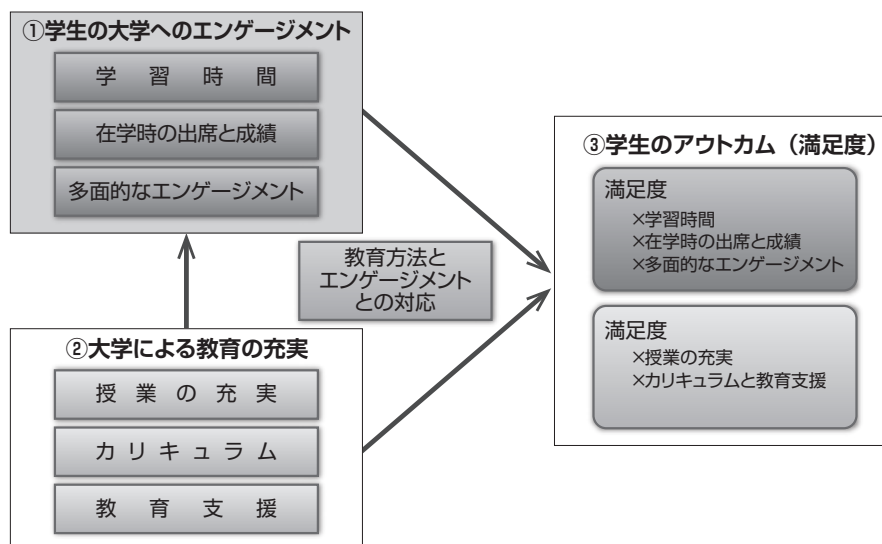 ①学生の大学へのエンゲージメント
学習時間
在学時の出席と成績
多面的なエンゲージメント
教育方法と
エンゲージメント
との対応
②大学による教育の充実
授業の充実
カリキュラム
教育支援
③学生のアウトカム（満足度）
満足度
×学習時間
×在学時の出席と成績
×多面的なエンゲージメント
満足度
×授業の充実
×カリキュラムと教育支援